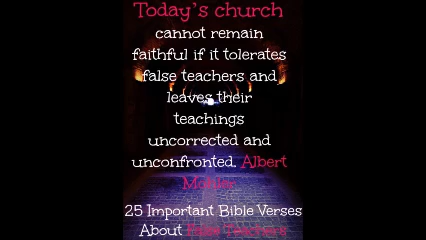 Today's church
cannot remain
faithful if it tolerates
false teachers and
leaves their
teachings
uncorrected and
unconfronted. Albert
Mohler
25 Important Bible Verses
About False Teachers